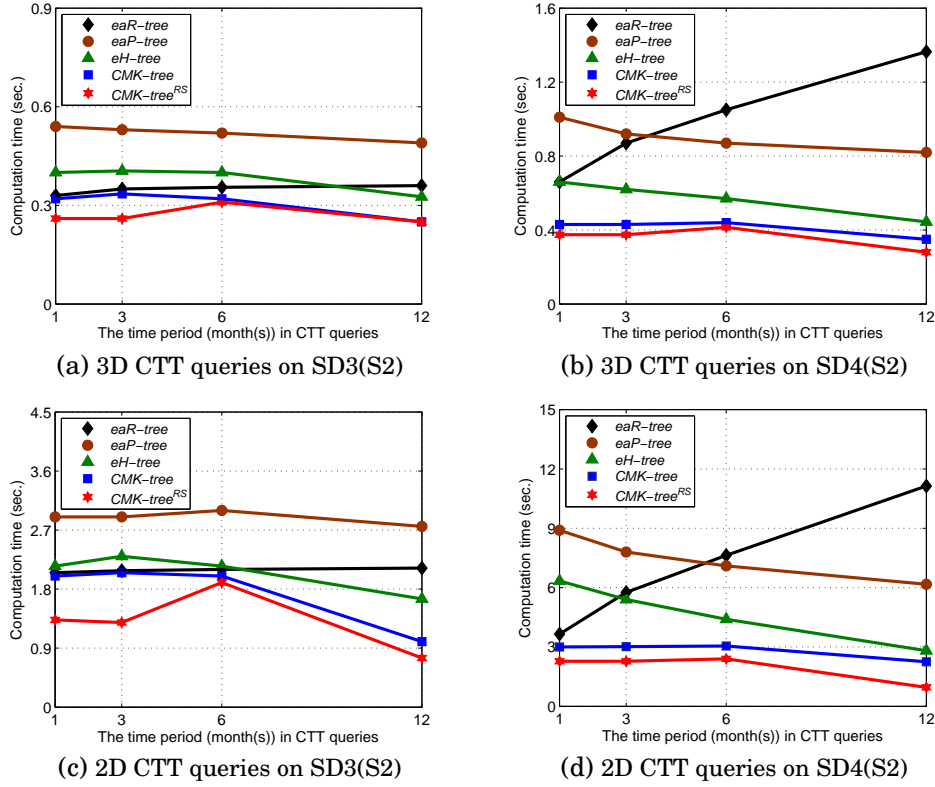 0.9
0.6
0.3
0
Computation time (sec.)
eaR-tree
eaP-tree
eH-tree
CMK-tree
CMK-tree^RS
1 3 6 12
The time period (month(s)) in CTT queries
(a) 3D CTT queries on SD3(S2)
1.6
1.2
0.8
0.4
0
Computation time (sec.)
eaR-tree
eaP-tree
eH-tree
CMK-tree
CMK-tree^RS
1 3 6 12
The time period (month(s)) in CTT queries
(b) 3D CTT queries on SD4(S2)
4.5
3.6
2.7
1.8
0.9
0
Computation time (sec.)
eaR-tree
eaP-tree
eH-tree
CMK-tree
CMK-tree^RS
1 3 6 12
The time period (month(s)) in CTT queries
(c) 2D CTT queries on SD3(S2)
15
12
9
6
3
0
Computation time (sec.)
eaR-tree
eaP-tree
eH-tree
CMK-tree
CMK-tree^RS
1 3 6 12
The time period (month(s)) in CTT queries
(d) 2D CTT queries on SD4(S2)